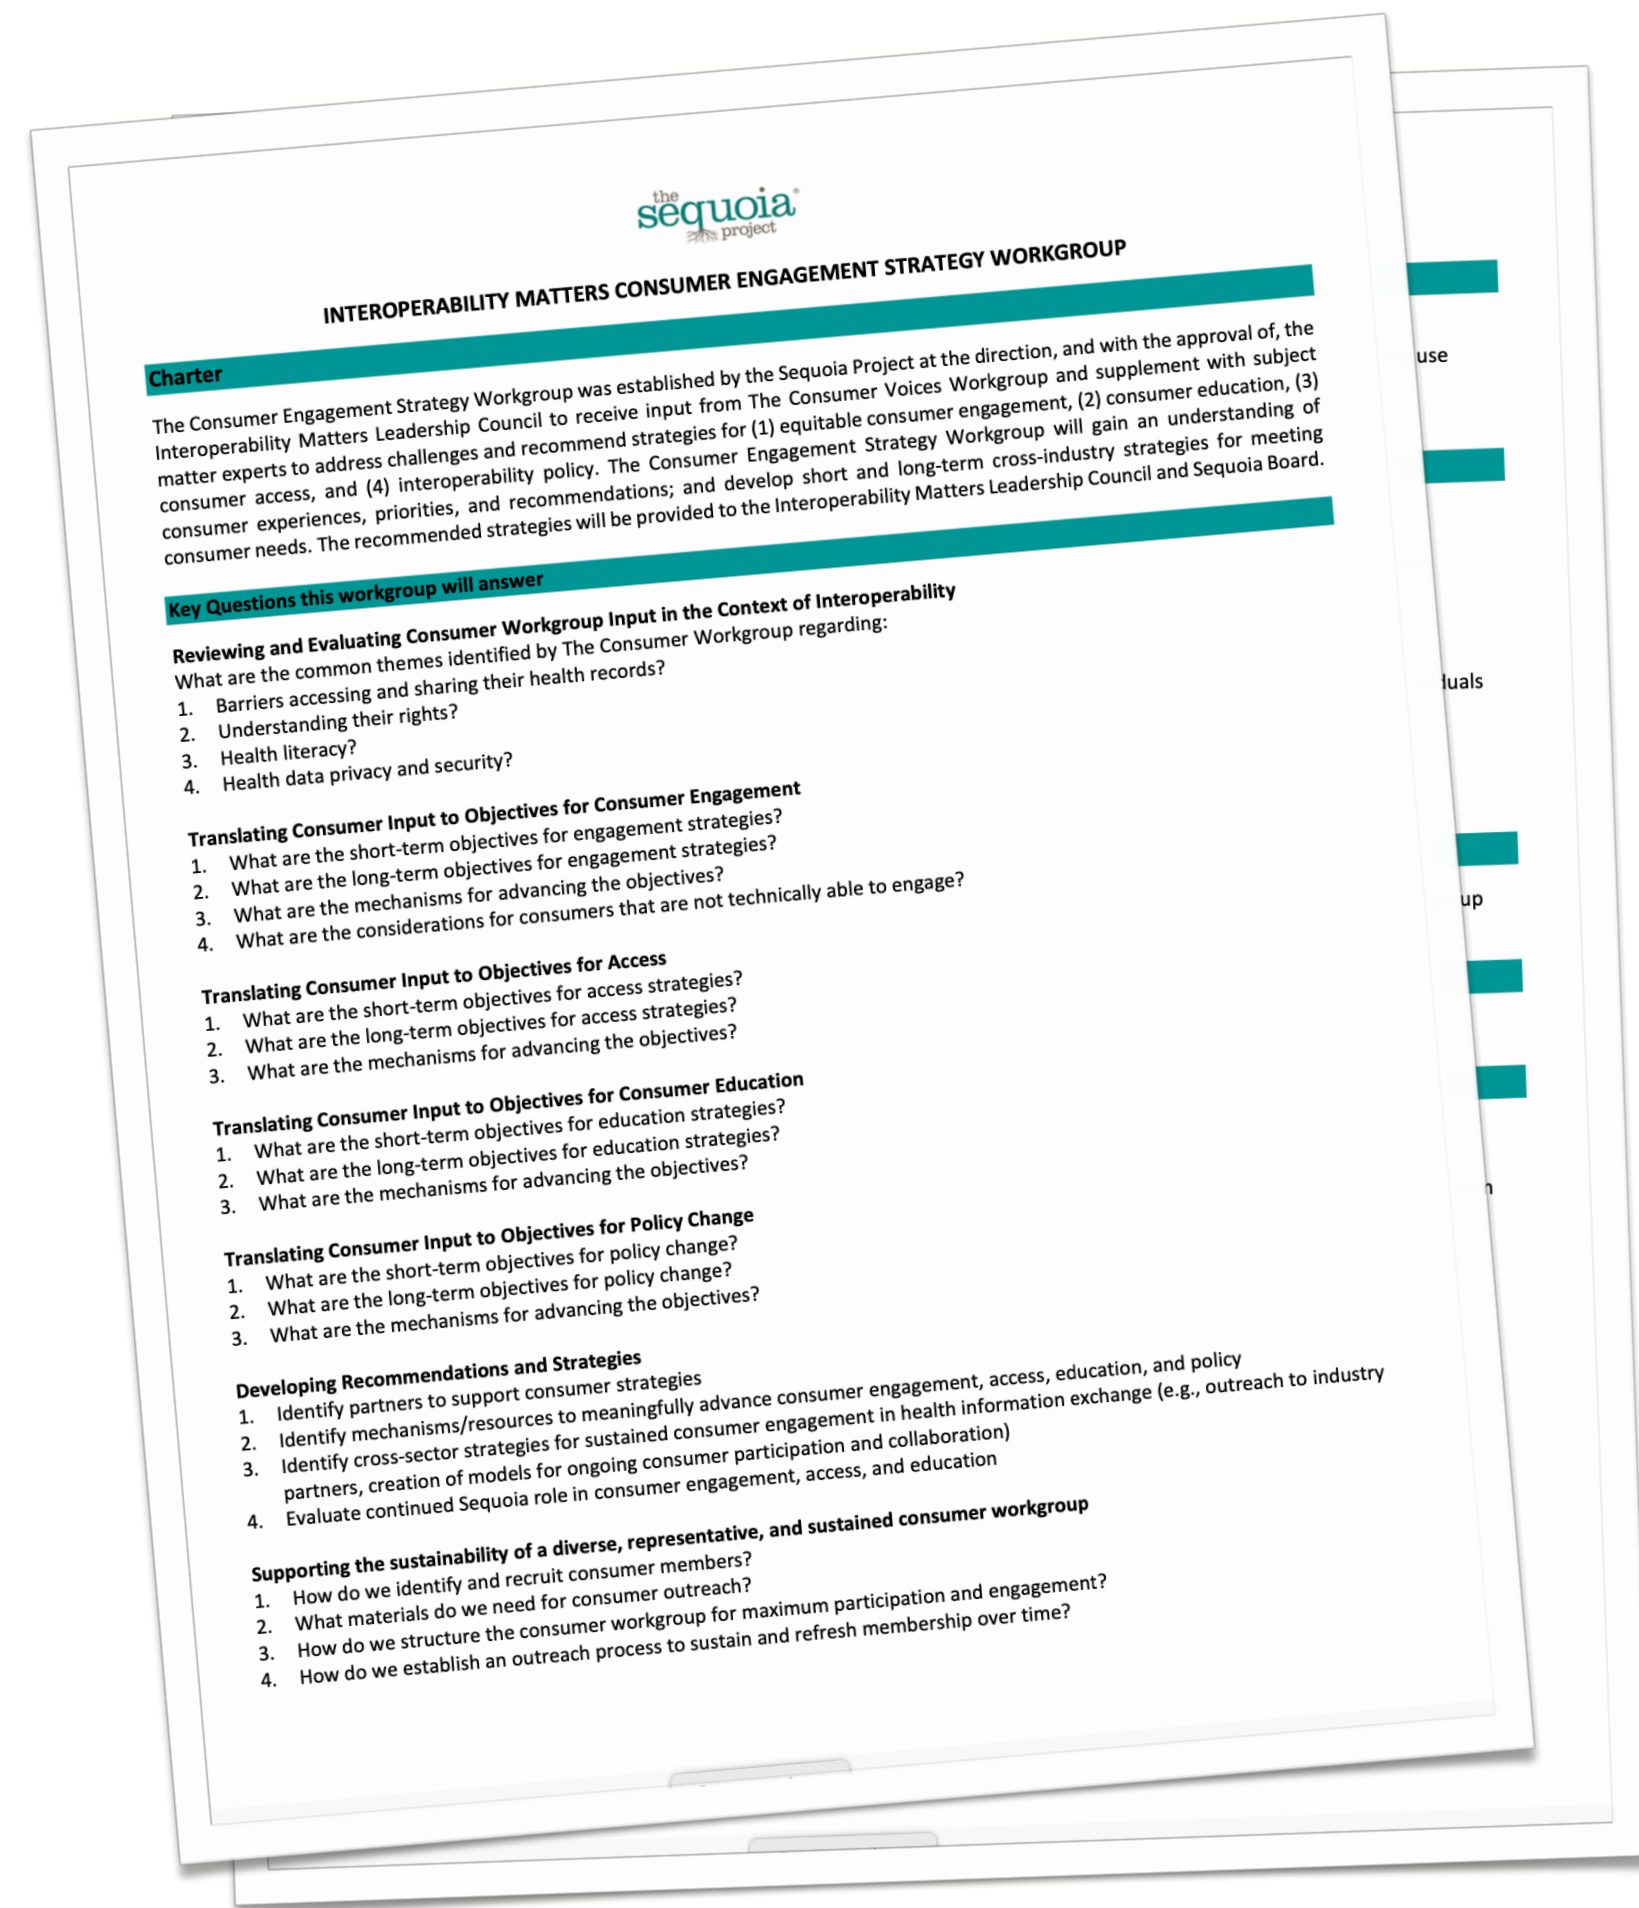 the
sequoia®
project
INTEROPERABILITY MATTERS CONSUMER ENGAGEMENT STRATEGY WORKGROUP
Charter
The Consumer Engagement Strategy Workgroup was established by the Sequoia Project at the direction, and with the approval of, the
Interoperability Matters Leadership Council to receive input from The Consumer Voices Workgroup and supplement with subject
matter experts to address challenges and recommend strategies for (1) equitable consumer engagement, (2) consumer education, (3)
consumer access, and (4) interoperability policy. The Consumer Engagement Strategy Workgroup will gain an understanding of
consumer experiences, priorities, and recommendations; and develop short and long-term cross-industry strategies for meeting
consumer needs. The recommended strategies will be provided to the Interoperability Matters Leadership Council and Sequoia Board.
Key Questions this workgroup will answer
Reviewing and Evaluating Consumer Workgroup Input in the Context of Interoperability
What are the common themes identified by The Consumer Workgroup regarding:
1. Barriers accessing and sharing their health records?
2. Understanding their rights?
3. Health literacy?
4. Health data privacy and security?
Translating Consumer Input to Objectives for Consumer Engagement
1. What are the short-term objectives for engagement strategies?
2. What are the long-term objectives for engagement strategies?
3. What are the mechanisms for advancing the objectives?
4. What are the considerations for consumers that are not technically able to engage?
Translating Consumer Input to Objectives for Access
1. What are the short-term objectives for access strategies?
2. What are the long-term objectives for access strategies?
3. What are the mechanisms for advancing the objectives?
Translating Consumer Input to Objectives for Consumer Education
1. What are the short-term objectives for education strategies?
2. What are the long-term objectives for education strategies?
3. What are the mechanisms for advancing the objectives?
Translating Consumer Input to Objectives for Policy Change
1. What are the short-term objectives for policy change?
2. What are the long-term objectives for policy change?
3. What are the mechanisms for advancing the objectives?
Developing Recommendations and Strategies
1. Identify partners to support consumer strategies
2. Identify mechanisms/resources to meaningfully advance consumer engagement, access, education, and policy
3. Identify cross-sector strategies for sustained consumer engagement in health information exchange (e.g., outreach to industry
partners, creation of models for ongoing consumer participation and collaboration)
4. Evaluate continued Sequoia role in consumer engagement, access, and education
Supporting the sustainability of a diverse, representative, and sustained consumer workgroup
1. How do we identify and recruit consumer members?
2. What materials do we need for consumer outreach?
3. How do we structure the consumer workgroup for maximum participation and engagement?
4. How do we establish an outreach process to sustain and refresh membership over time?
use
duals
up